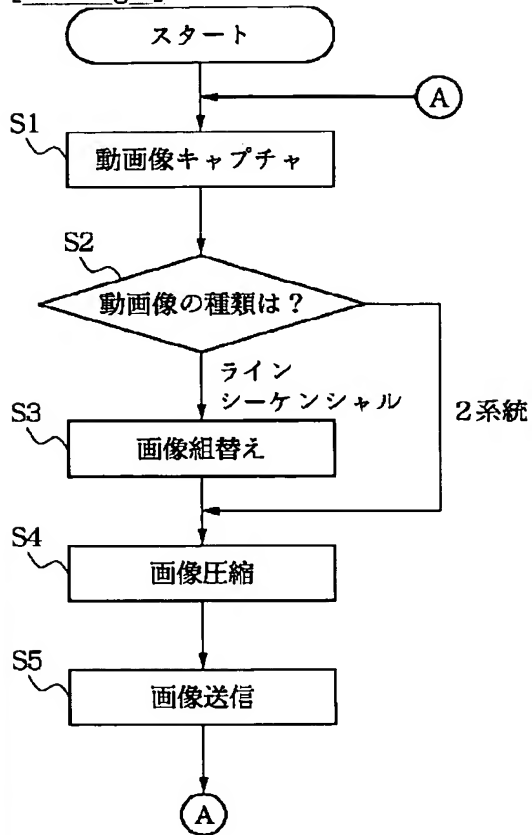 スタート
A
S1
動画像キャプチャ
S2
動画像の種類は？
ライン
シーケンシャル
2系統
S3
画像組替え
S4
画像圧縮
S5
画像送信
A